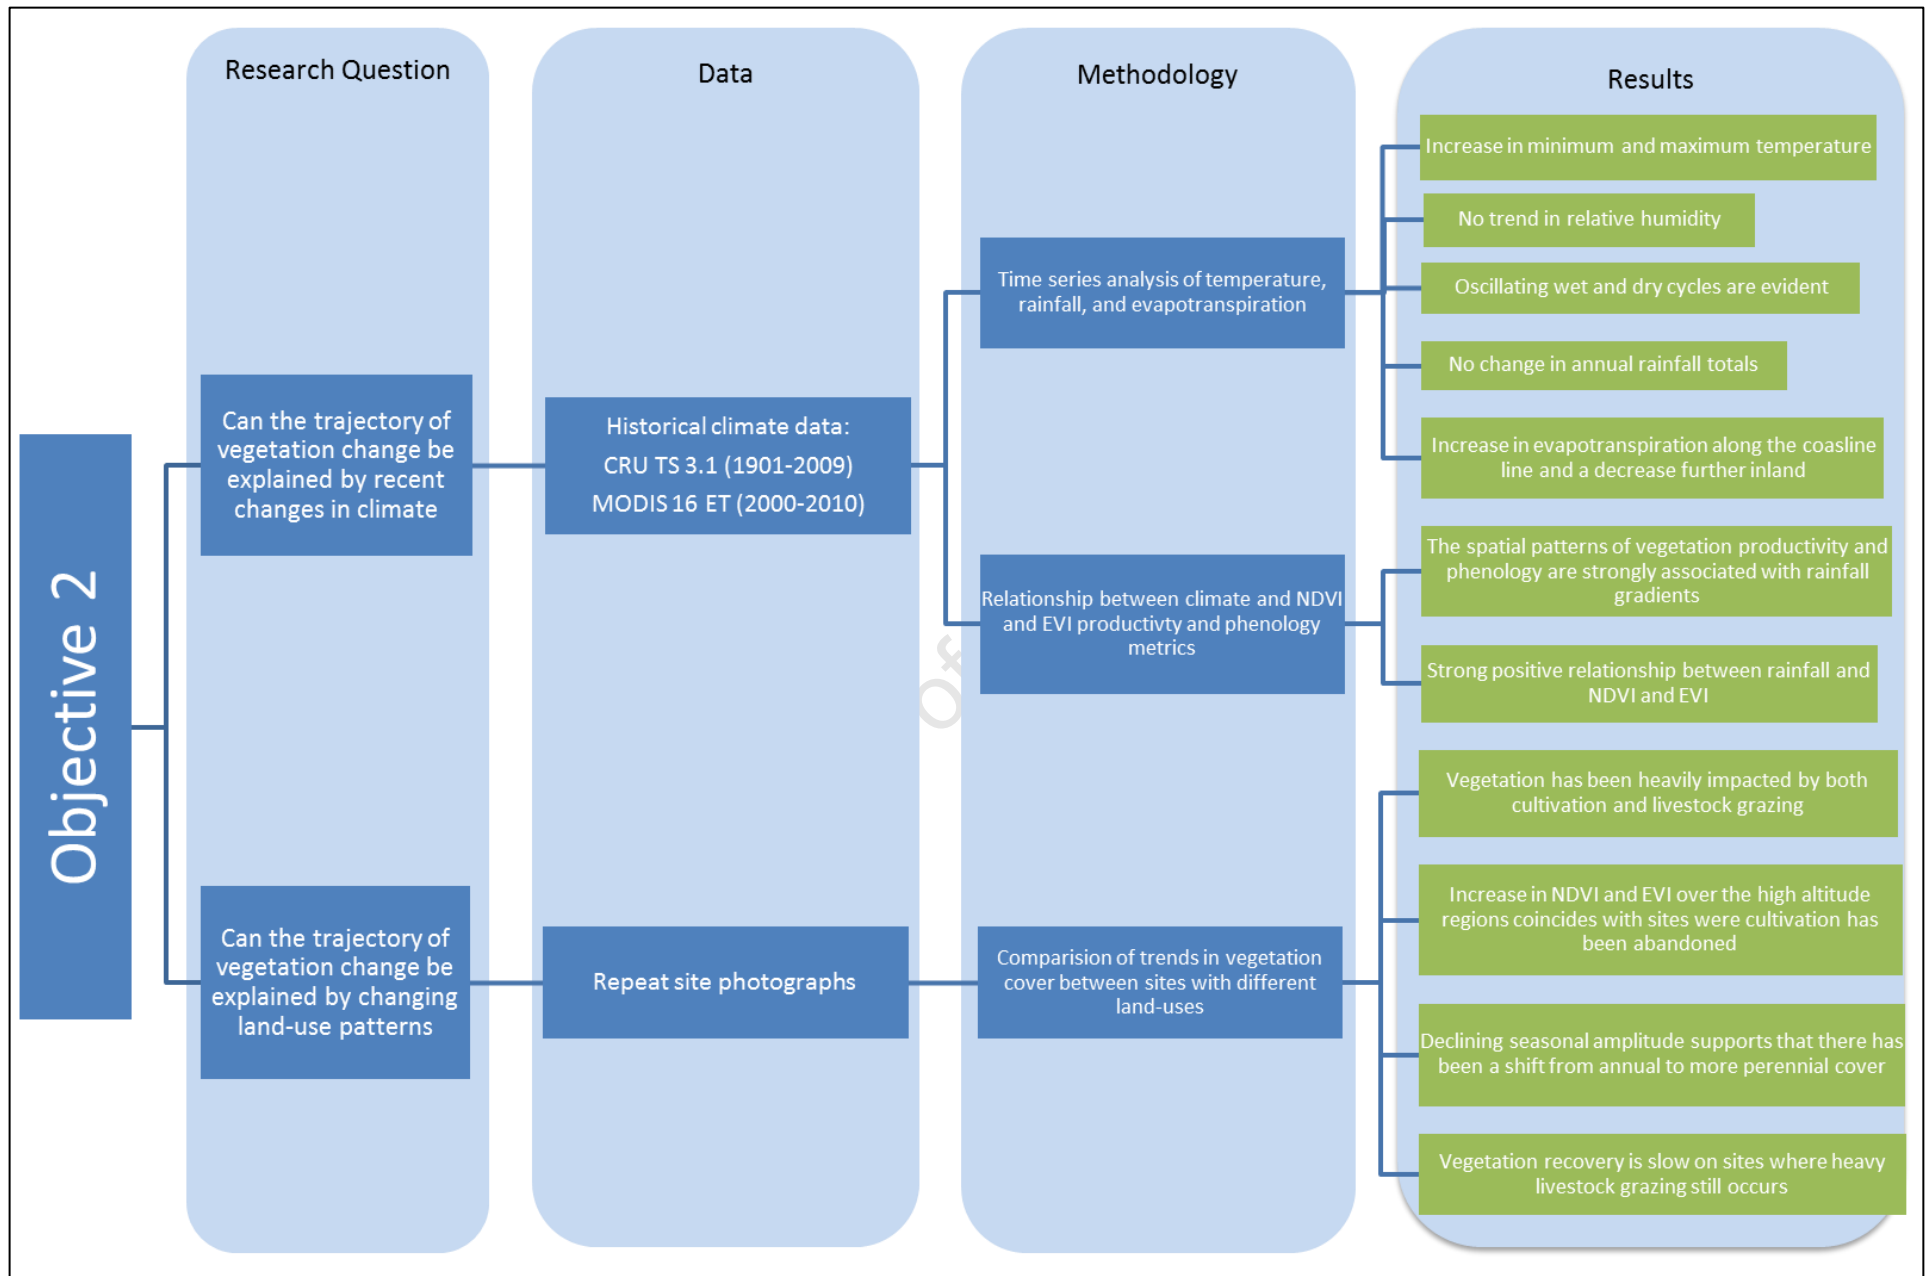 Research Question
Data
Methodology
Results
Objective 2
Can the trajectory of
vegetation change be
explained by recent
changes in climate
Historical climate data:
CRU TS 3.1 (1901-2009)
MODIS 16 ET (2000-2010)
Time series analysis of temperature,
rainfall, and evapotranspiration
Increase in minimum and maximum temperature
No trend in relative humidity
Oscillating wet and dry cycles are evident
No change in annual rainfall totals
Increase in evapotranspiration along the coasline
line and a decrease further inland
Relationship between climate and NDVI
and EVI productivty and phenology
metrics
The spatial patterns of vegetation productivity and
phenology are strongly associated with rainfall
gradients
Strong positive relationship between rainfall and
NDVI and EVI
Of
Can the trajectory of
vegetation change be
explained by changing
land-use patterns
Repeat site photographs
Comparision of trends in vegetation
cover between sites with different
land-uses
Vegetation has been heavily impacted by both
cultivation and livestock grazing
Increase in NDVI and EVI over the high altitude
regions coincides with sites were cultivation has
been abandoned
Declining seasonal amplitude supports that there has
been a shift from annual to more perennial cover
Vegetation recovery is slow on sites where heavy
livestock grazing still occurs